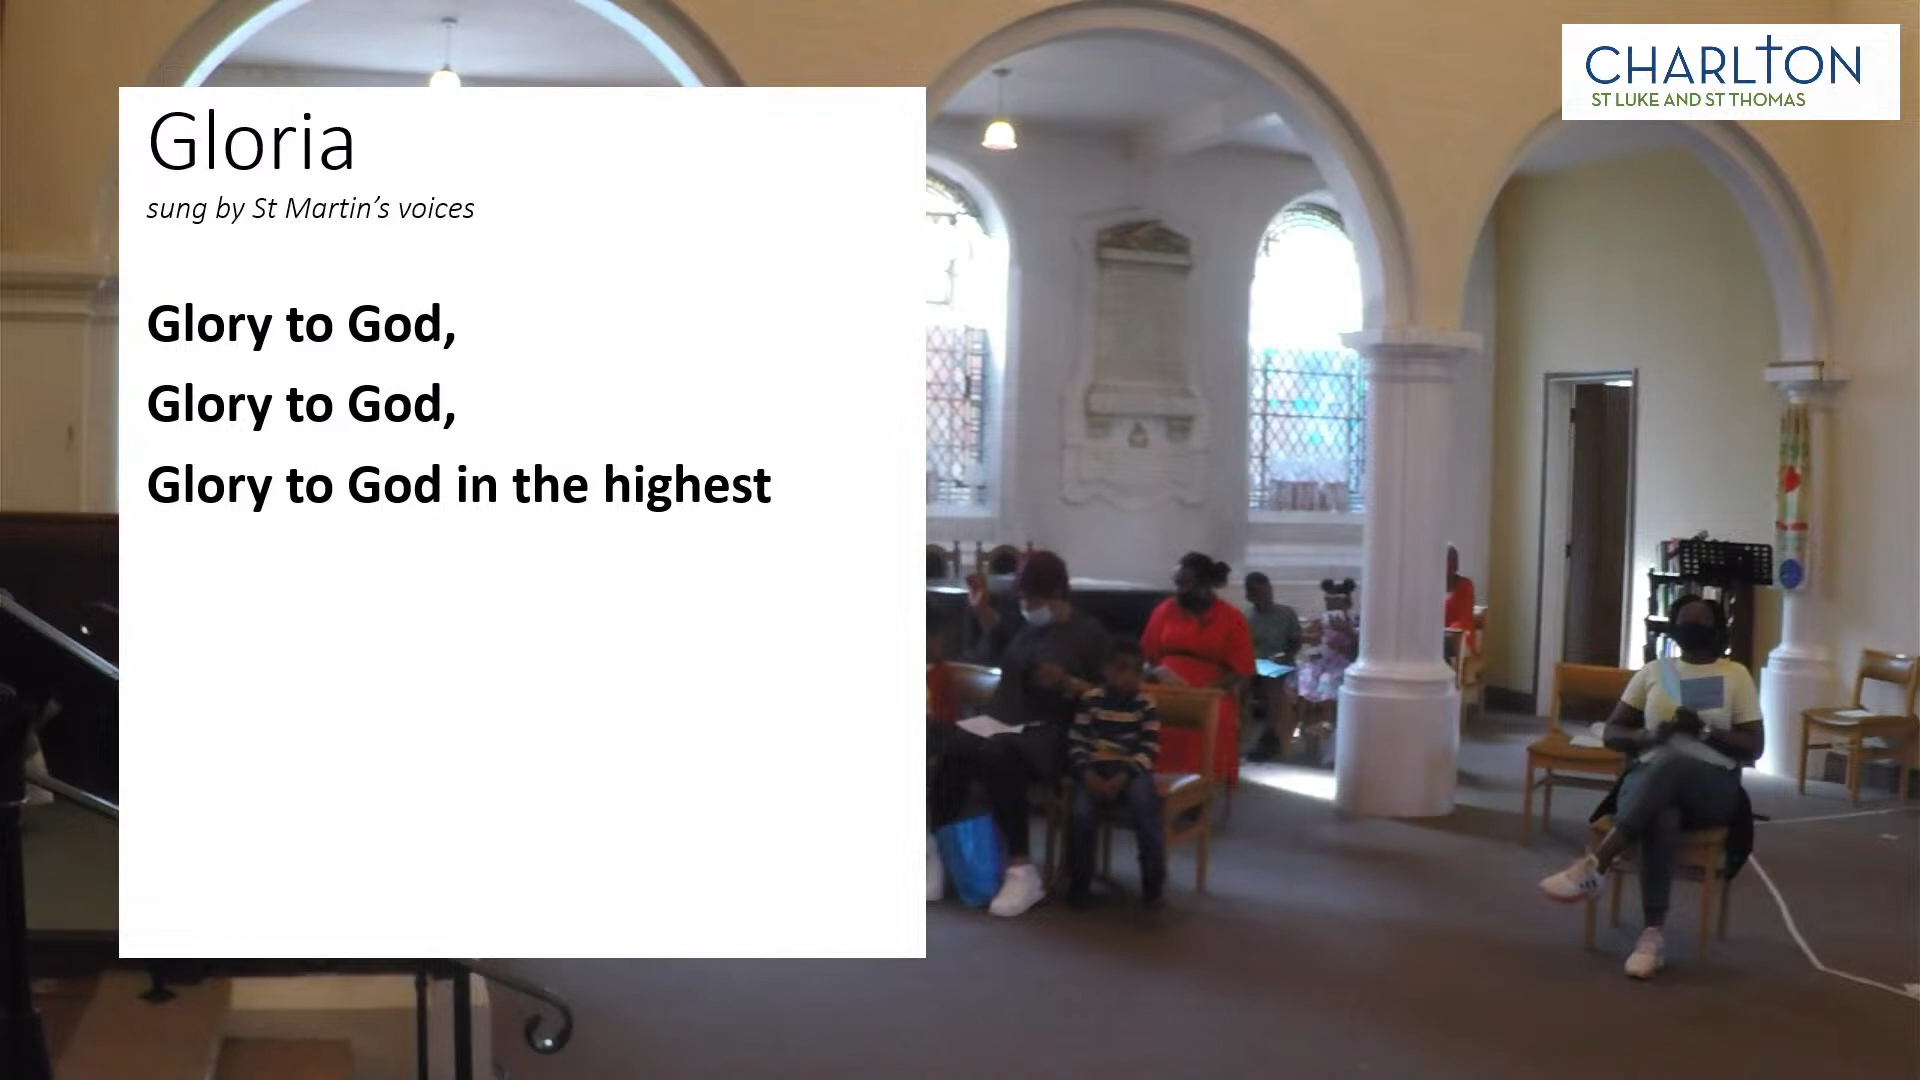 Gloria
sung by St Martin's voices
Glory to God,
Glory to God,
Glory to God in the highest
CHARLTON
ST LUKE AND ST THOMAS